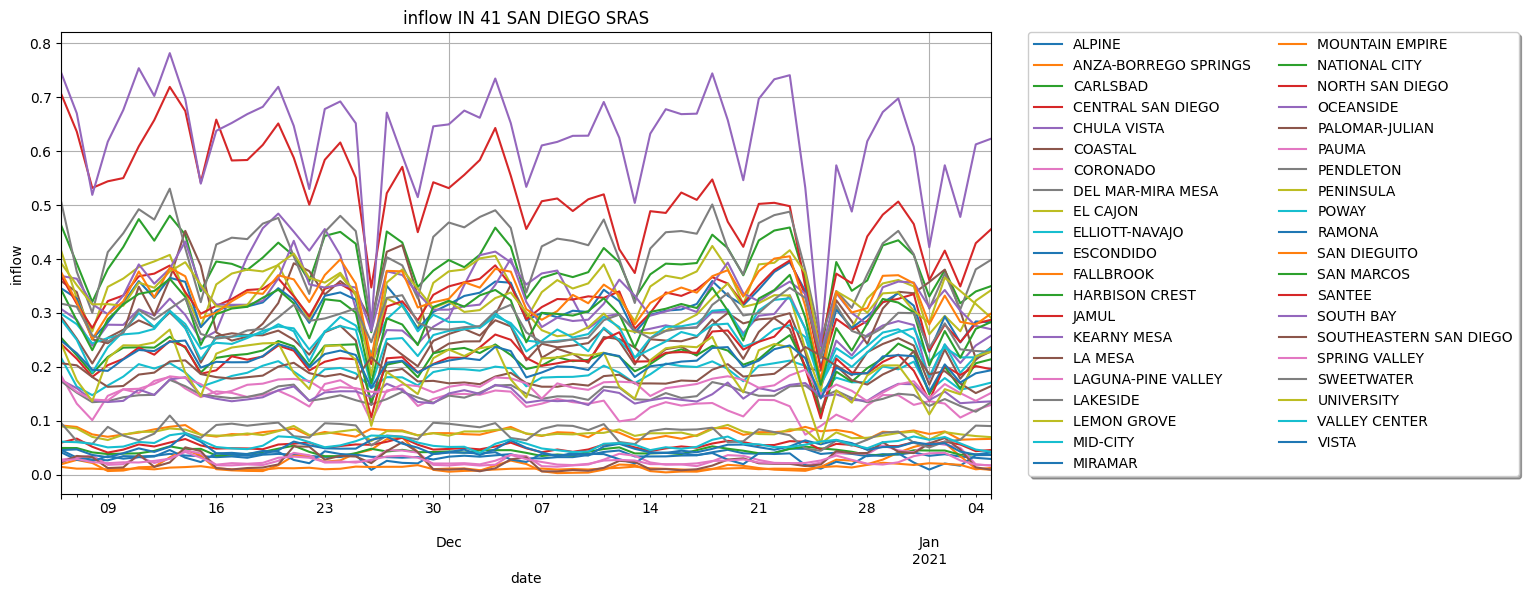 inflow IN 41 SAN DIEGO SRAS
0.8
0.7
0.6
0.5
0.4
0.3
0.2
0.1
0.0
inflow
09
16
23
30
07
14
21
28
04
Dec
Jan
2021
date
ALPINE
ANZA-BORREGO SPRINGS
CARLSBAD
CENTRAL SAN DIEGO
CHULA VISTA
COASTAL
CORONADO
DEL MAR-MIRA MESA
EL CAJON
ELLIOTT-NAVAJO
ESCONDIDO
FALLBROOK
HARBISON CREST
JAMUL
KEARNY MESA
LA MESA
LAGUNA-PINE VALLEY
LAKESIDE
LEMON GROVE
MID-CITY
MIRAMAR
MOUNTAIN EMPIRE
NATIONAL CITY
NORTH SAN DIEGO
OCEANSIDE
PALOMAR-JULIAN
PAUMA
PENDLETON
PENINSULA
POWAY
RAMONA
SAN DIEGUITO
SAN MARCOS
SANTEE
SOUTH BAY
SOUTHEASTERN SAN DIEGO
SPRING VALLEY
SWEETWATER
UNIVERSITY
VALLEY CENTER
VISTA